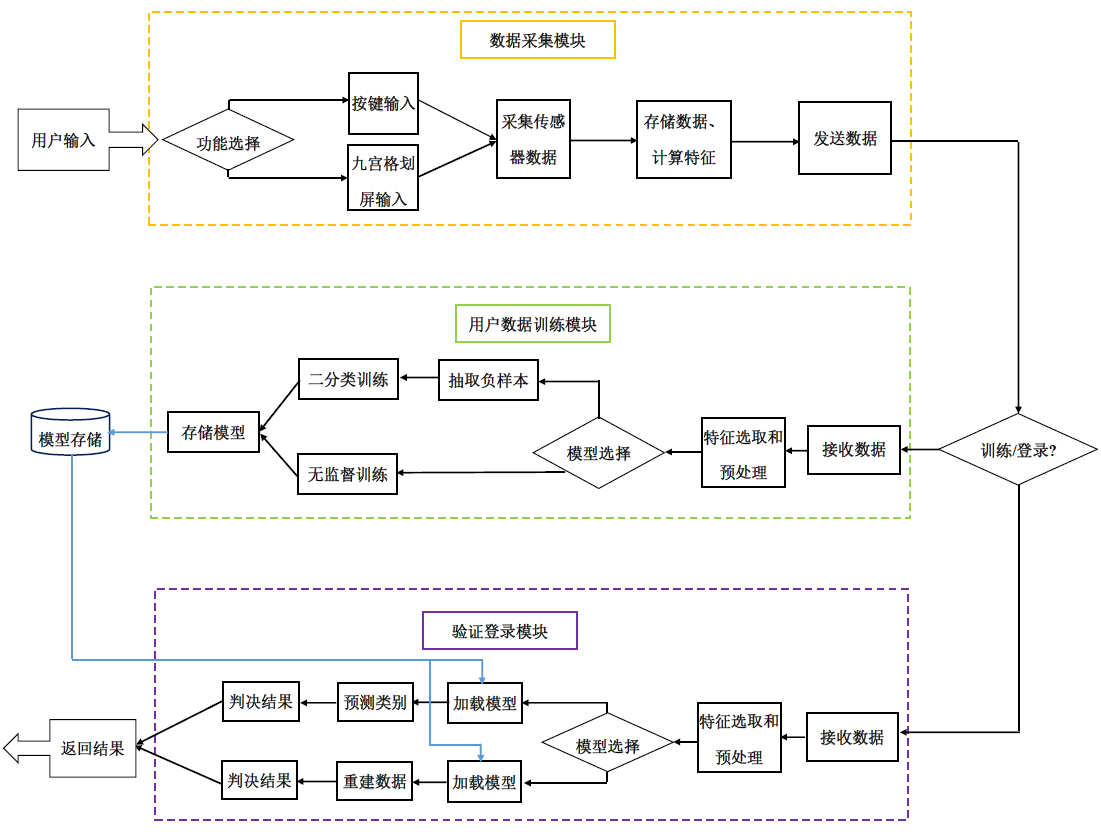 数据采集模块
用户输入
功能选择
按键输入
九宫格划
屏输入
采集传感
器数据
存储数据、
计算特征
发送数据
用户数据训练模块
训练/登录?
接收数据
特征选取和
预处理
模型选择
抽取负样本
二分类训练
无监督训练
存储模型
模型存储
验证登录模块
接收数据
特征选取和
预处理
模型选择
加载模型
预测类别
判决结果
加载模型
重建数据
判决结果
返回结果